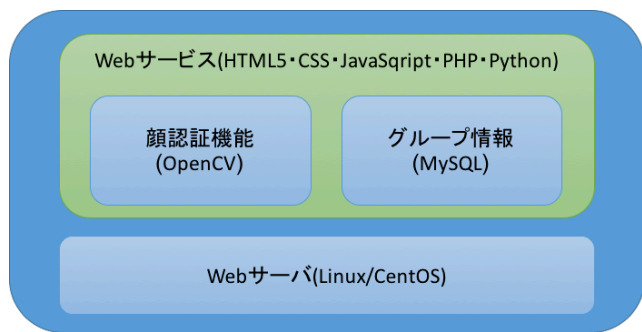 Webサービス(HTML5・CSS・JavaSqript・PHP・Python)
顔認証機能
(OpenCV)
グループ情報
(MySQL)
Webサーバ(Linux/CentOS)